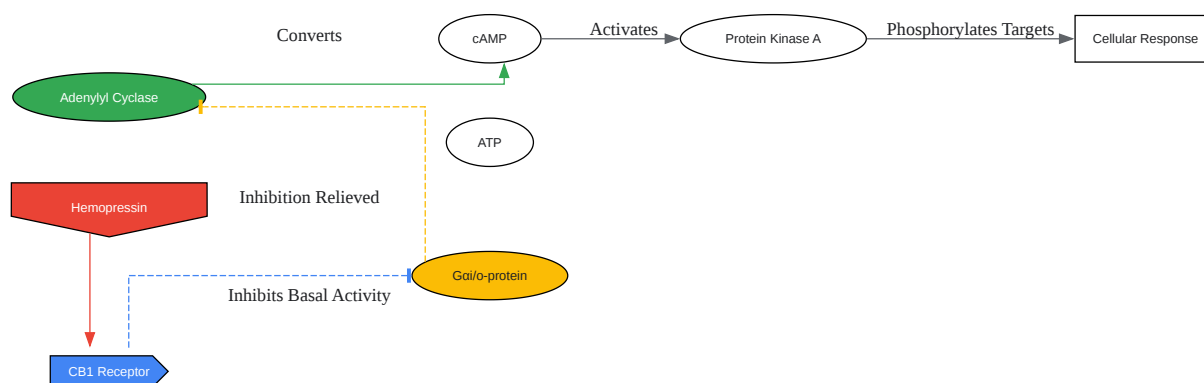 Converts
cAMP
Activates
Protein Kinase A
Phosphorylates Targets
Cellular Response
Adenylyl Cyclase
ATP
Hemopressin
Inhibition Relieved
Gαi/o-protein
Inhibits Basal Activity
CB1 Receptor